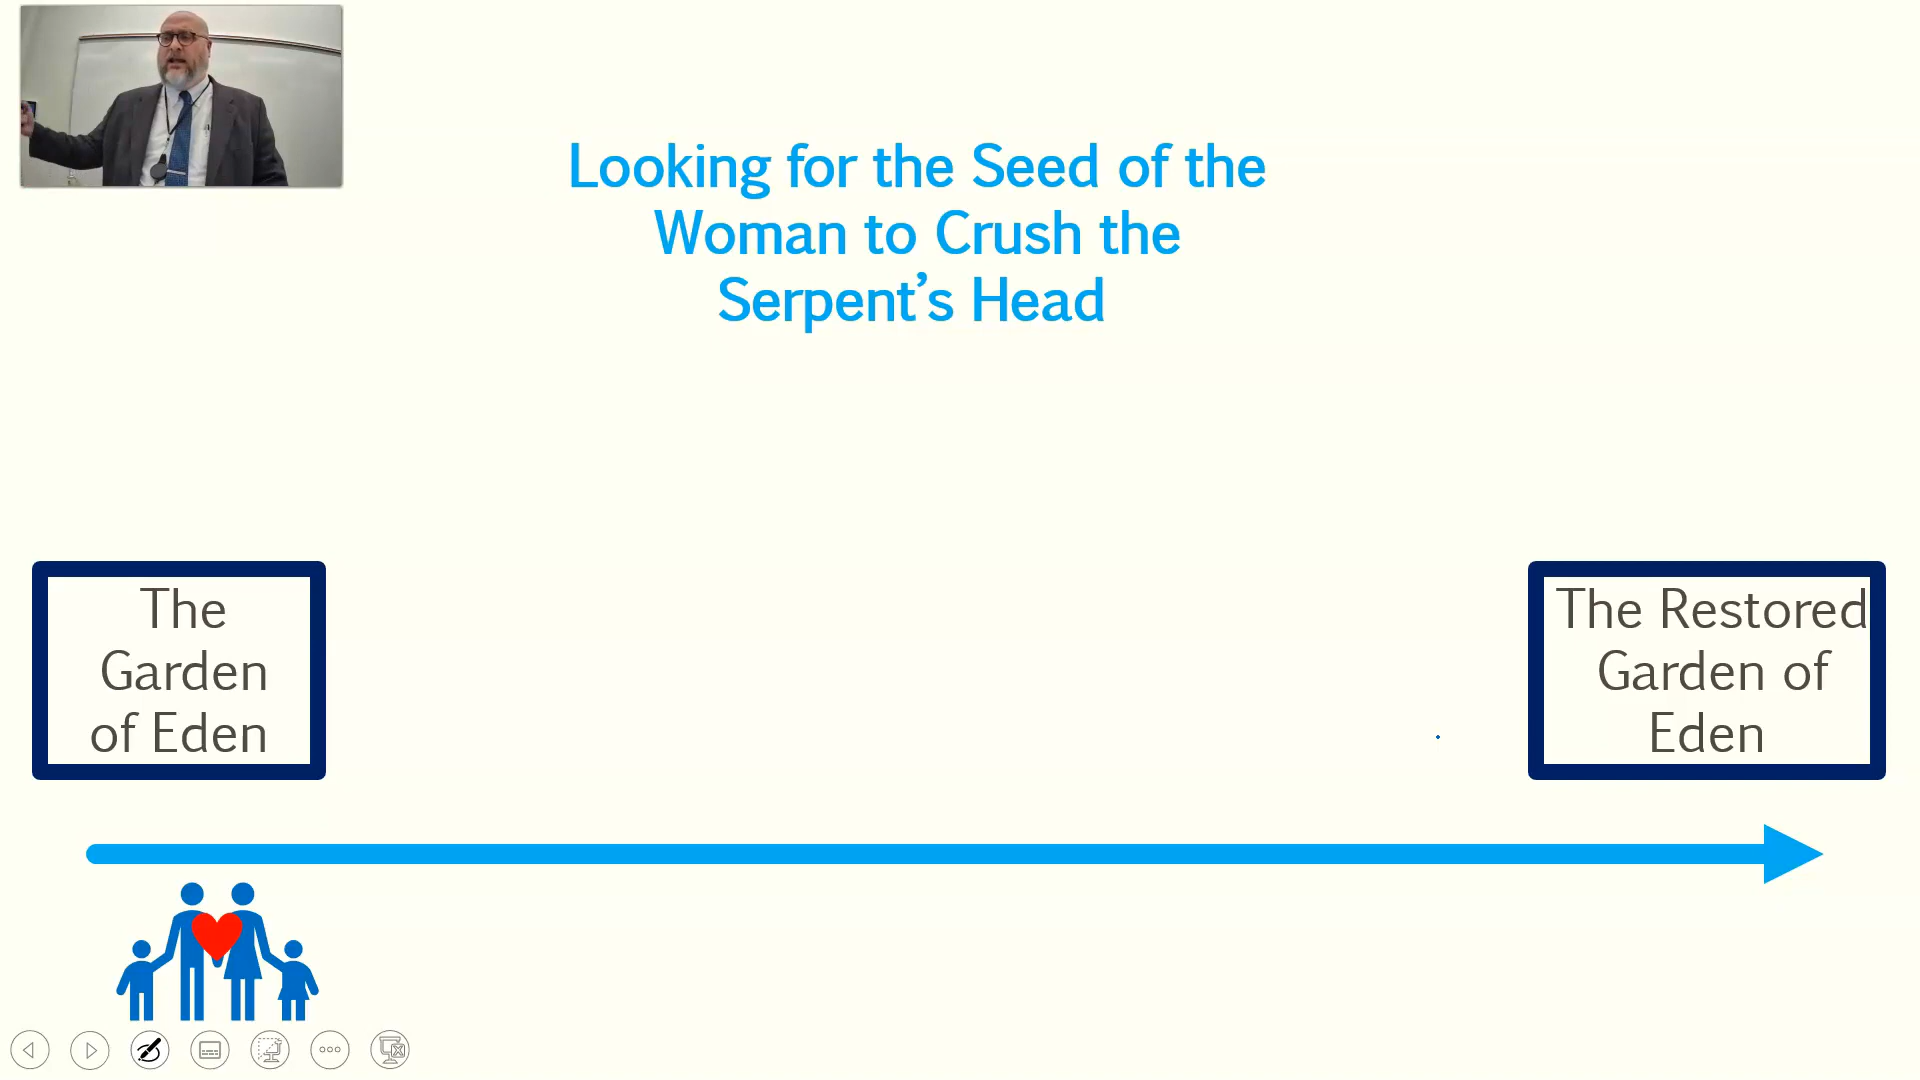 Looking for the Seed of the
Woman to Crush the
Serpent’s Head
The
Garden
of Eden
The Restored
Garden of
Eden